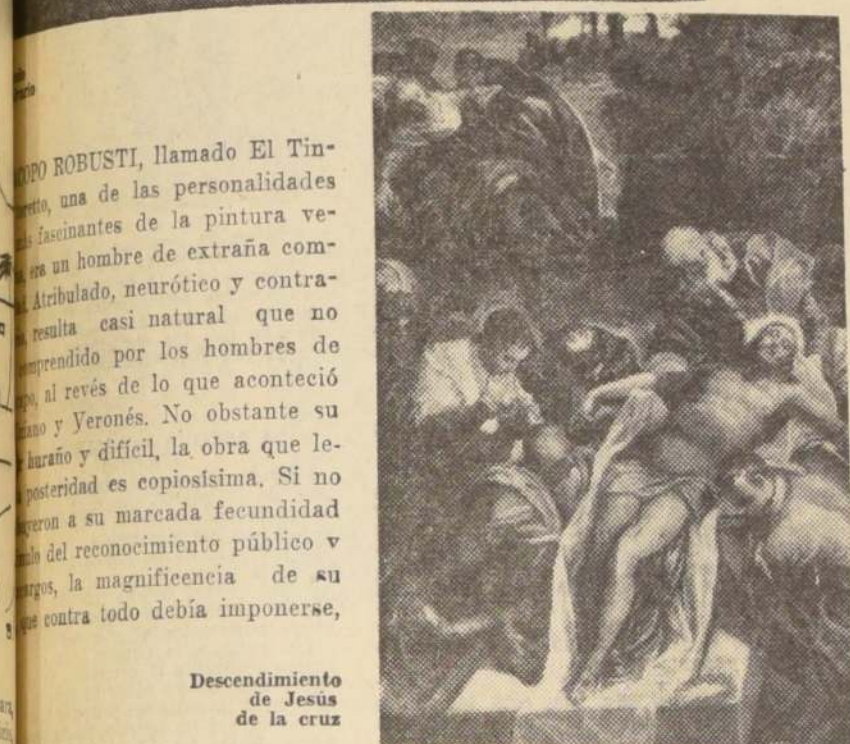 ROBUSTI, llamado El Tin-
una de las personalidades
fascinantes de la pintura ve-
era un hombre de extraña com-
Atribulado, neurótico y contra-
resulta casi natural que no
comprendido por los hombres de
al revés de lo que aconteció
y Veronés. No obstante su
huraño y difícil, la obra que le-
posteridad es copiosísima. Si no
a su marcada fecundidad
del reconocimiento público y
la magnificencia de su
que contra todo debía imponerse,
Descendimiento
de Jesús
de la cruz